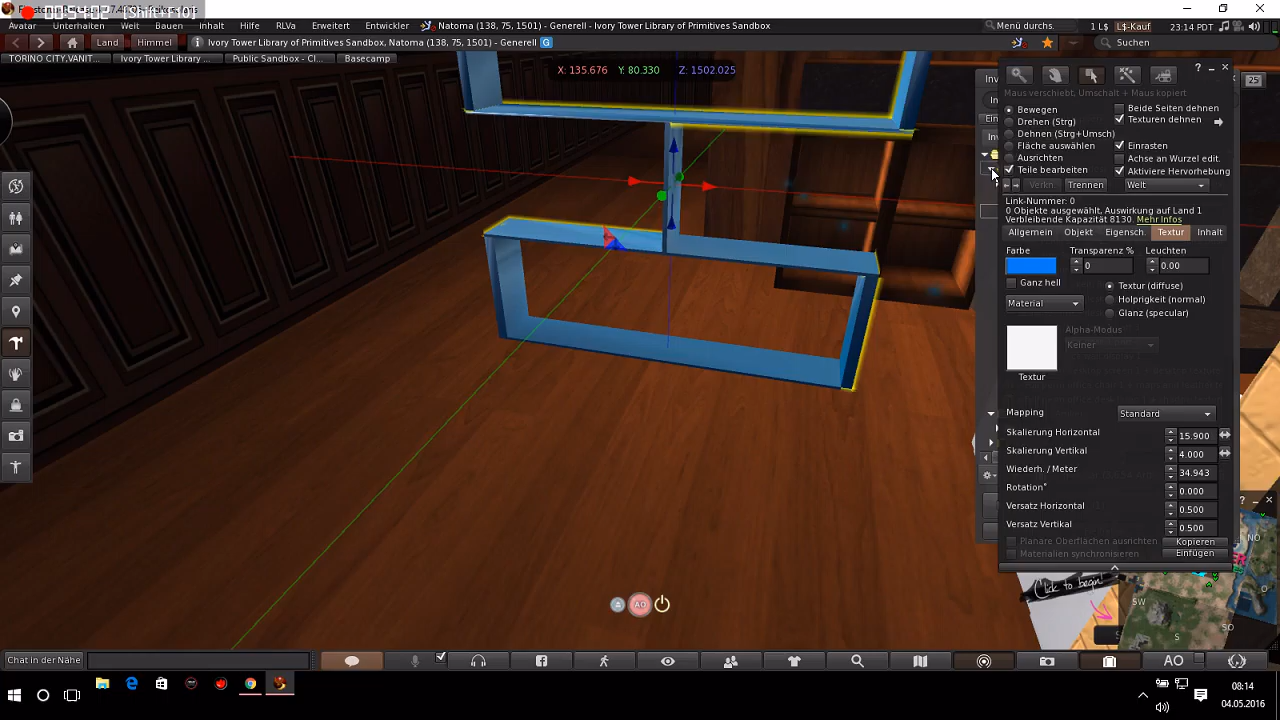 [Shift+F10]
Avatar Unterhalten Welt Bauen Inhalt Hilfe RLVa Erweitert Entwickler Natoma (138, 75, 1501) - Generell Ivory Tower Library of Primitives Sandbox Menü durchs. 1 L$ L$-Kauf 23:14 PDT
Land Himmel Ivory Tower Library of Primitives Sandbox, Natoma (138, 75, 1501) - Generell G Suchen
TORINO CITY,VANIT... Ivory Tower Library ... Public Sandbox - Cl... Basecamp
X: 135.676 Y: 80.330 Z: 1502.025
25
Maus verschiebt, Umschalt + Maus kopiert
Bewegen
Drehen (Strg)
Dehnen (Strg+Umsch)
Fläche auswählen
Ausrichten
Teile bearbeiten
Beide Seiten dehnen
Texturen dehnen
Einrasten
Achse an Wurzel edit.
Aktiviere Hervorhebung
Verkn Trennen Welt
Link-Nummer: 0
0 Objekte ausgewählt, Auswirkung auf Land 1
Verbleibende Kapazität 8130. Mehr Infos
Allgemein Objekt Eigensch. Textur Inhalt
Farbe Transparenz % Leuchten
0 0.00
Ganz hell
Textur (diffuse)
Holprigkeit (normal)
Glanz (specular)
Material
Alpha-Modus
Keiner
Textur
Mapping Standard
Skalierung Horizontal 15.900
Skalierung Vertikal 4.000
Wiederh. / Meter 34.943
Rotation° 0.000
Versatz Horizontal 0.500
Versatz Vertikal 0.500
Planare Oberflächen ausrichten Kopieren
Materialien synchronisieren Einfügen
NO
O
Click to begin!
SW
S
SO
AO
Chat in der Nähe
AO
08:14
04.05.2016